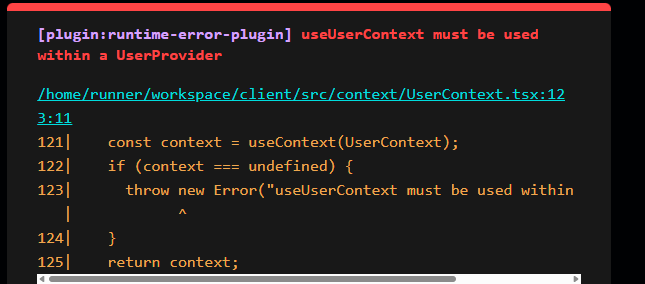 [plugin:runtime-error-plugin] useUserContext must be used
within a UserProvider
/home/runner/workspace/client/src/context/UserContext.tsx:12
3:11
121|    const context = useContext(UserContext);
122|    if (context === undefined) {
123|      throw new Error("useUserContext must be used within
   |            ^
124|    }
125|    return context;